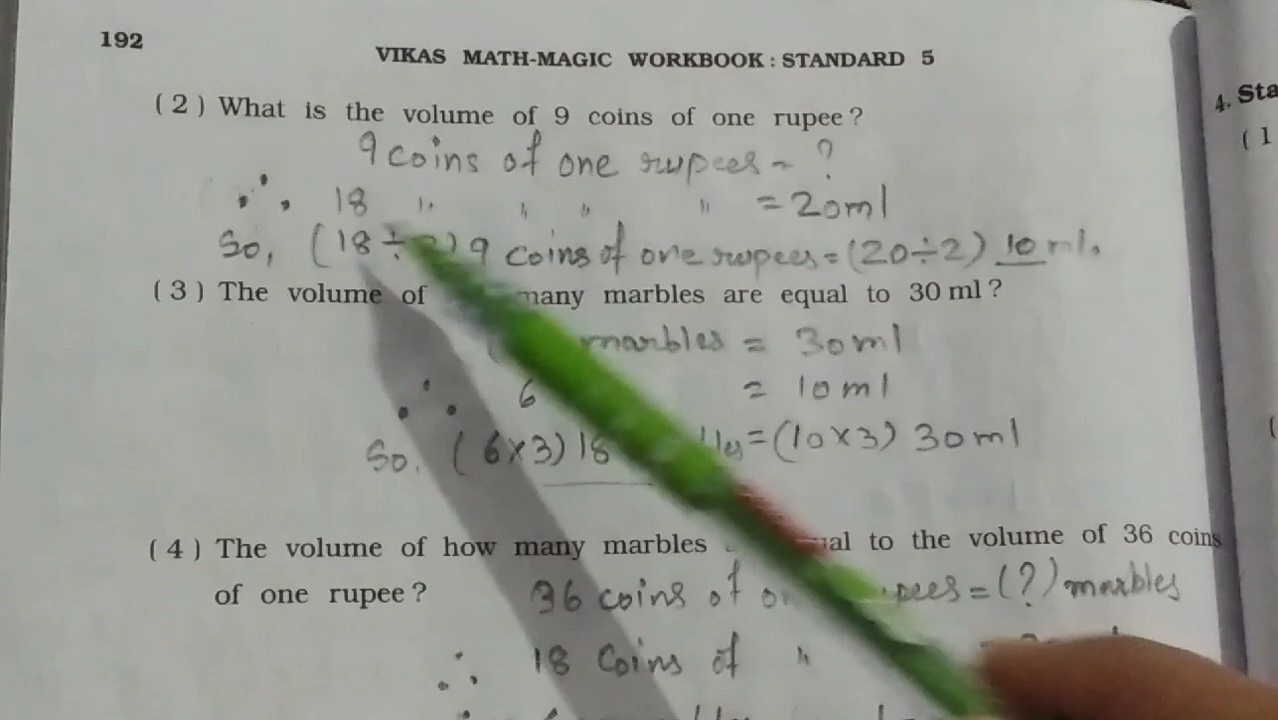 192
VIKAS MATH-MAGIC WORKBOOK : STANDARD 5
( 2 ) What is the volume of 9 coins of one rupee ?
9 coins of one rupees = ?
∴ 18 " " " " = 20ml
So, (18÷2) 9 coins of one rupees = (20÷2) 10 ml.
( 3 ) The volume of many marbles are equal to 30 ml ?
marbles = 30ml
∴ 6 = 10ml
So, (6×3) 18 = (10×3) 30ml
( 4 ) The volume of how many marbles to the volume of 36 coins
of one rupee ?
36 coins of = (?) marbles
∴ 18 Coins of "
4. Sta
( 1